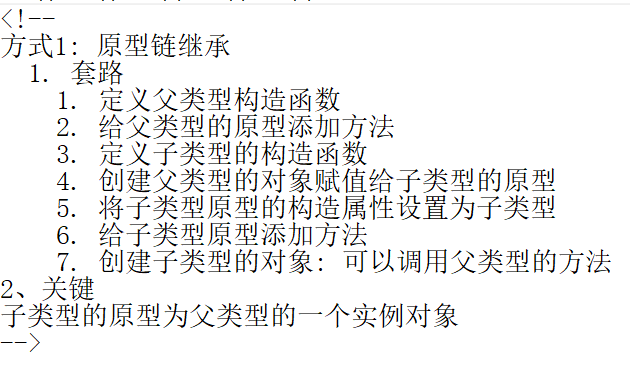 <!--
方式1: 原型链继承
1. 套路
1. 定义父类型构造函数
2. 给父类型的原型添加方法
3. 定义子类型的构造函数
4. 创建父类型的对象赋值给子类型的原型
5. 将子类型原型的构造属性设置为子类型
6. 给子类型原型添加方法
7. 创建子类型的对象: 可以调用父类型的方法
2、关键
子类型的原型为父类型的一个实例对象
-->